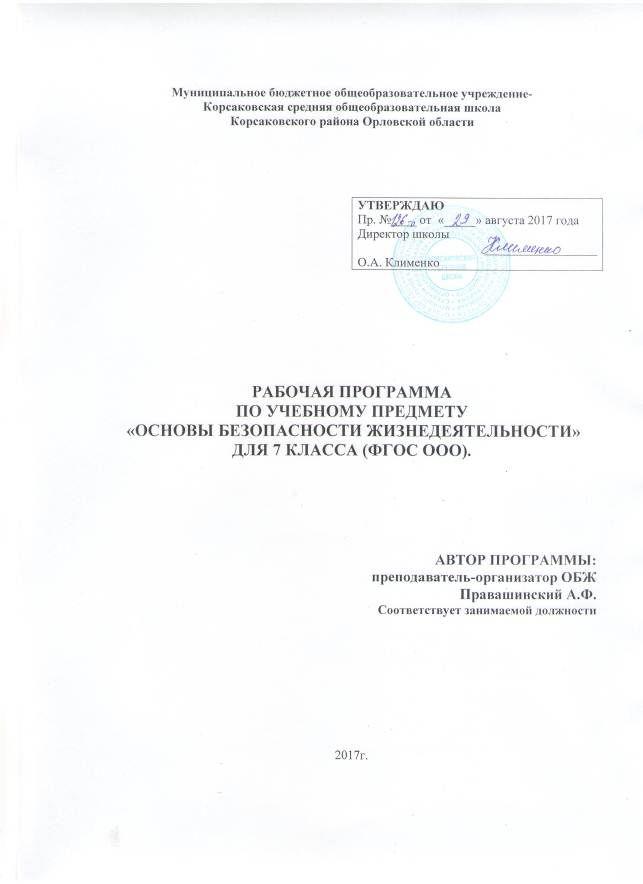 Муниципальное бюджетное общеобразовательное учреждение-
Корсаковская средняя общеобразовательная школа
Корсаковского района Орловской области
УТВЕРЖДАЮ
Пр. № от « 29 » августа 2017 года
Директор школы
Клименко
О.А. Клименко
РАБОЧАЯ ПРОГРАММА
ПО УЧЕБНОМУ ПРЕДМЕТУ
«ОСНОВЫ БЕЗОПАСНОСТИ ЖИЗНЕДЕЯТЕЛЬНОСТИ»
ДЛЯ 7 КЛАССА (ФГОС ООО).
АВТОР ПРОГРАММЫ:
преподаватель-организатор ОБЖ
Правашинский А.Ф.
Соответствует занимаемой должности
2017г.